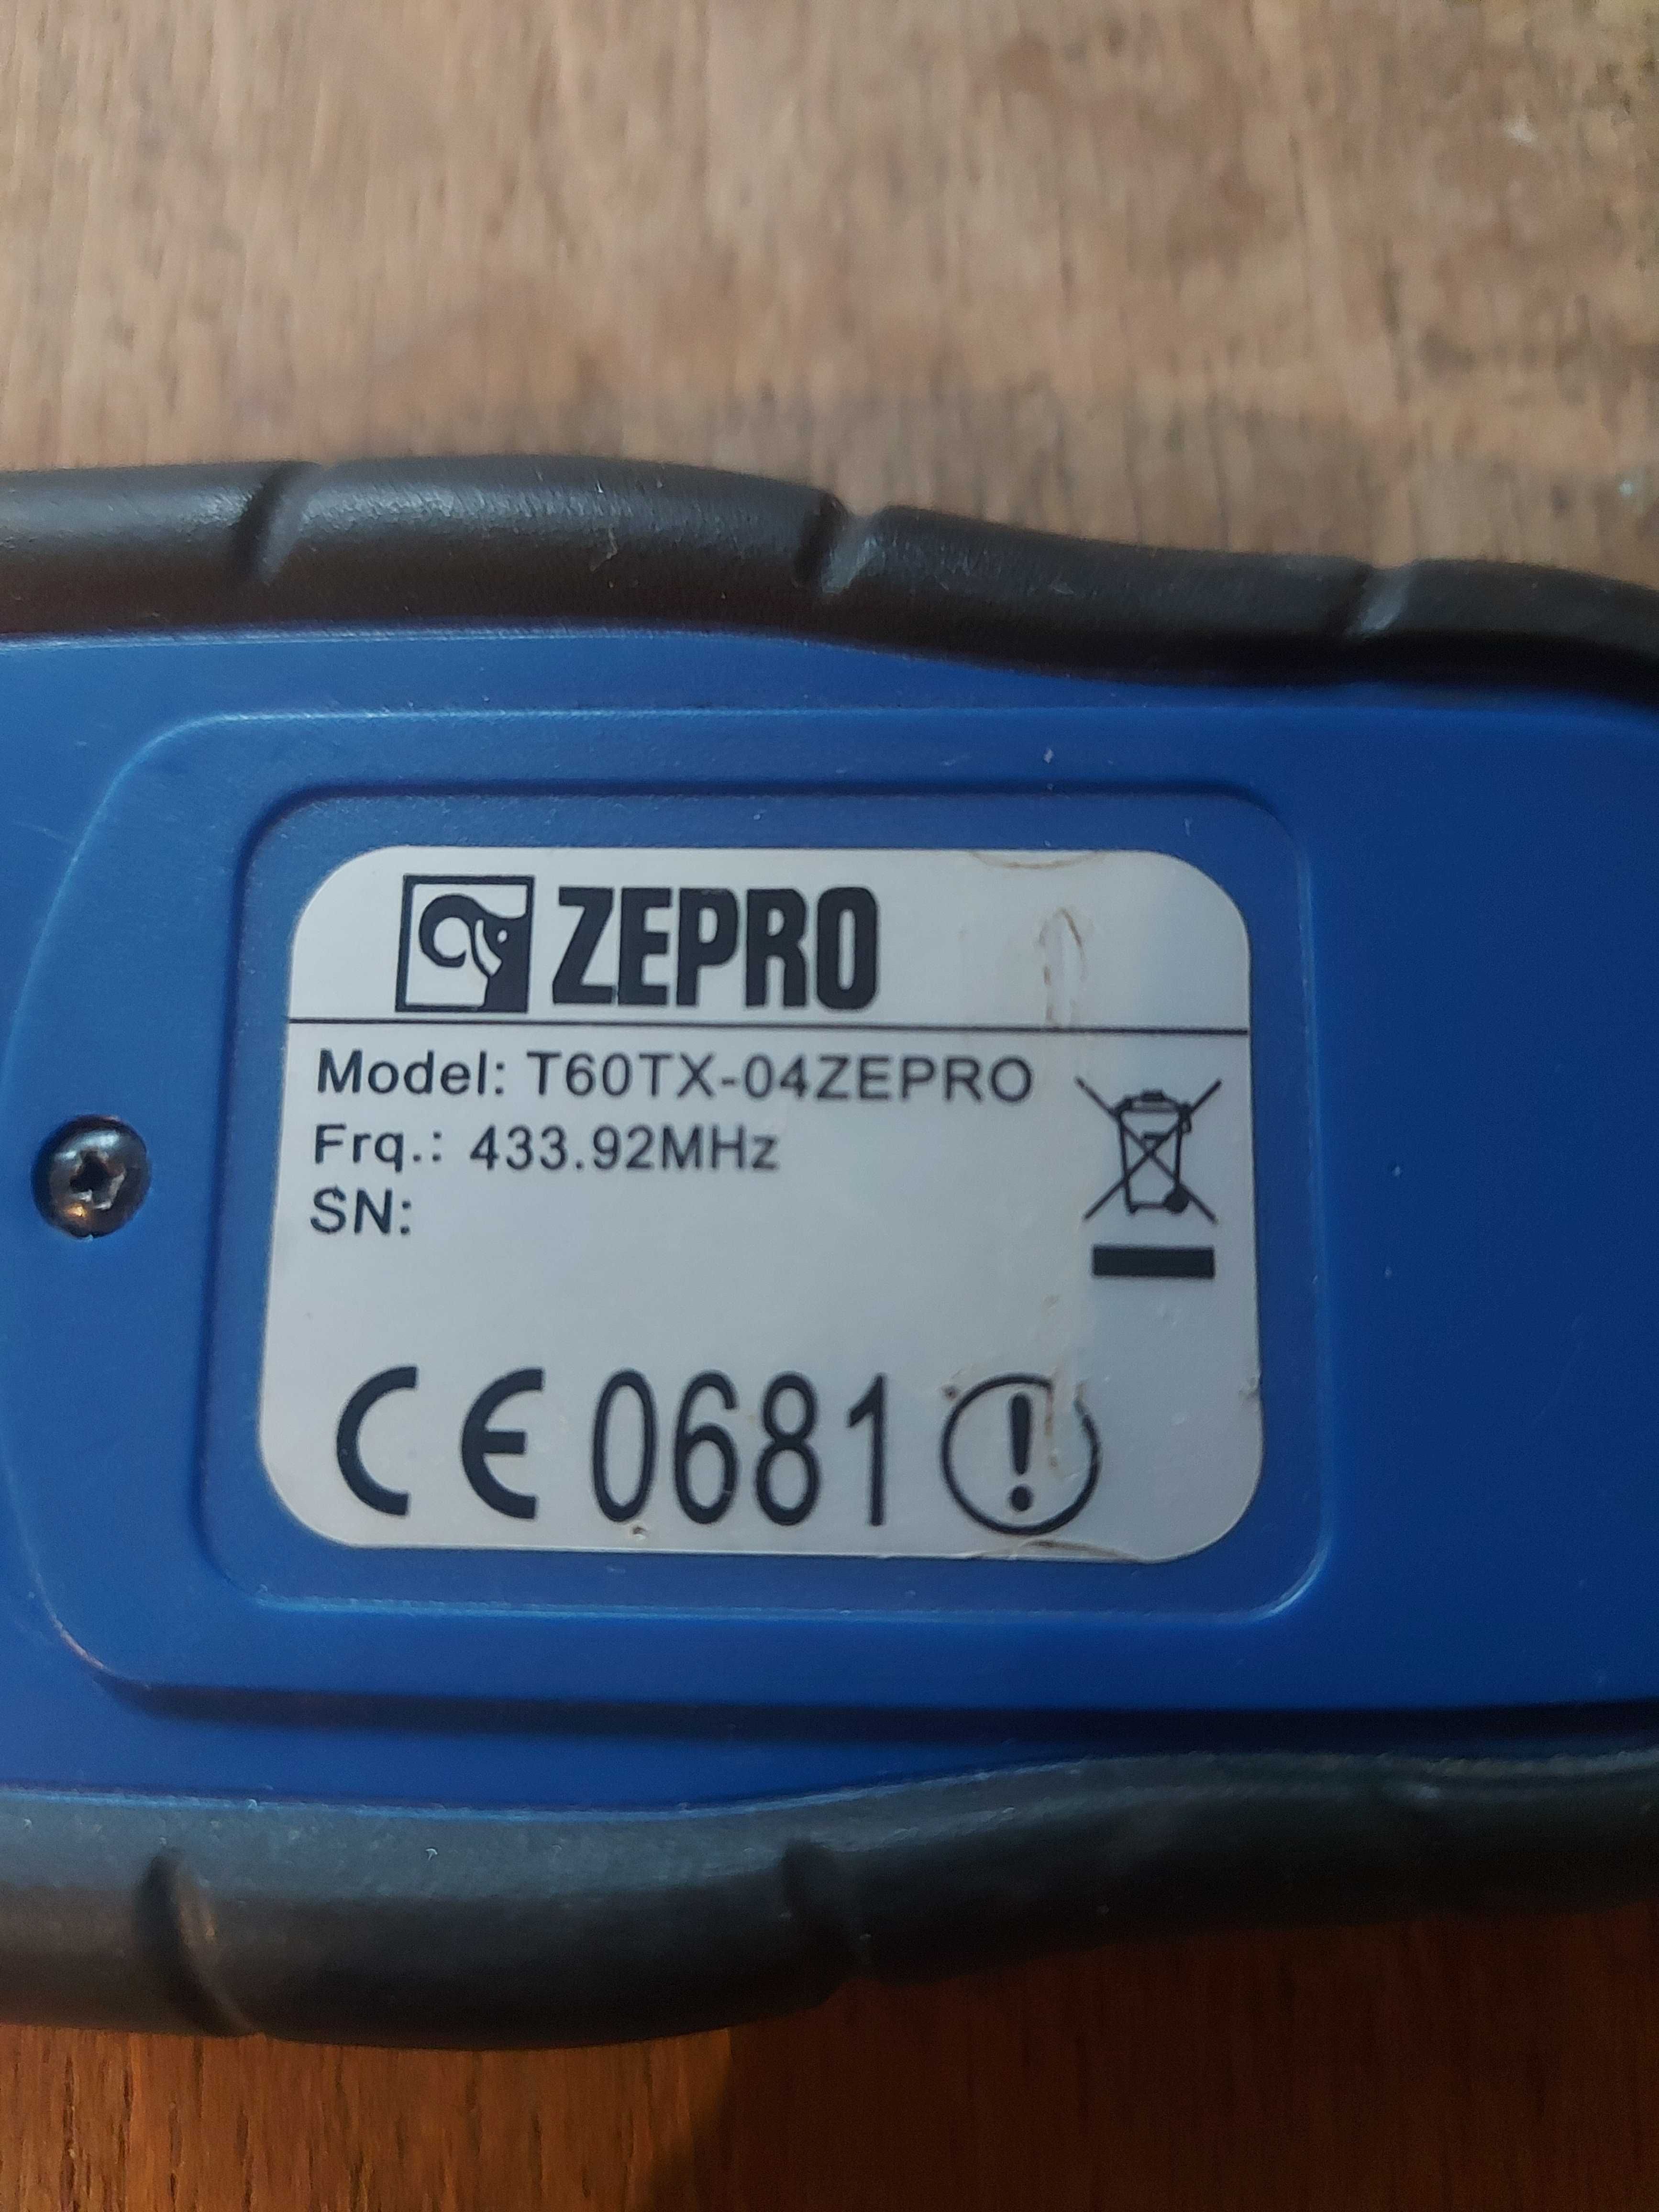 ZEPRO
Model: T60TX-04ZEPRO
Frq.: 433.92MHz
SN:
CE 0681 !